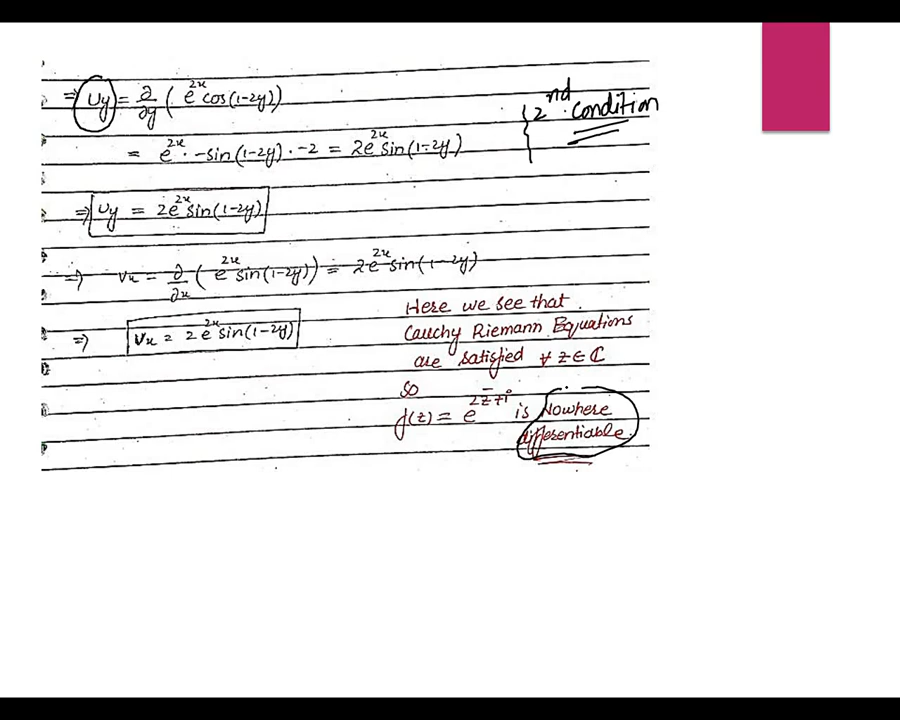 ⇒ uy = ∂/∂y ( e^2x cos(1-2y))
{ 2nd condition
= e^2x · -sin(1-2y) · -2 = 2e^2x sin(1-2y)
⇒ uy = 2e^2x sin(1-2y)
⇒ vx = ∂/∂x ( e^2x sin(1-2y)) = 2e^2x sin(1-2y)
⇒ vx = 2e^2x sin(1-2y)
Here we see that
Cauchy Riemann Equations
are satisfied ∀ z ∈ ℂ
so
f(z) = e^2z̄+i is Nowhere
differentiable.